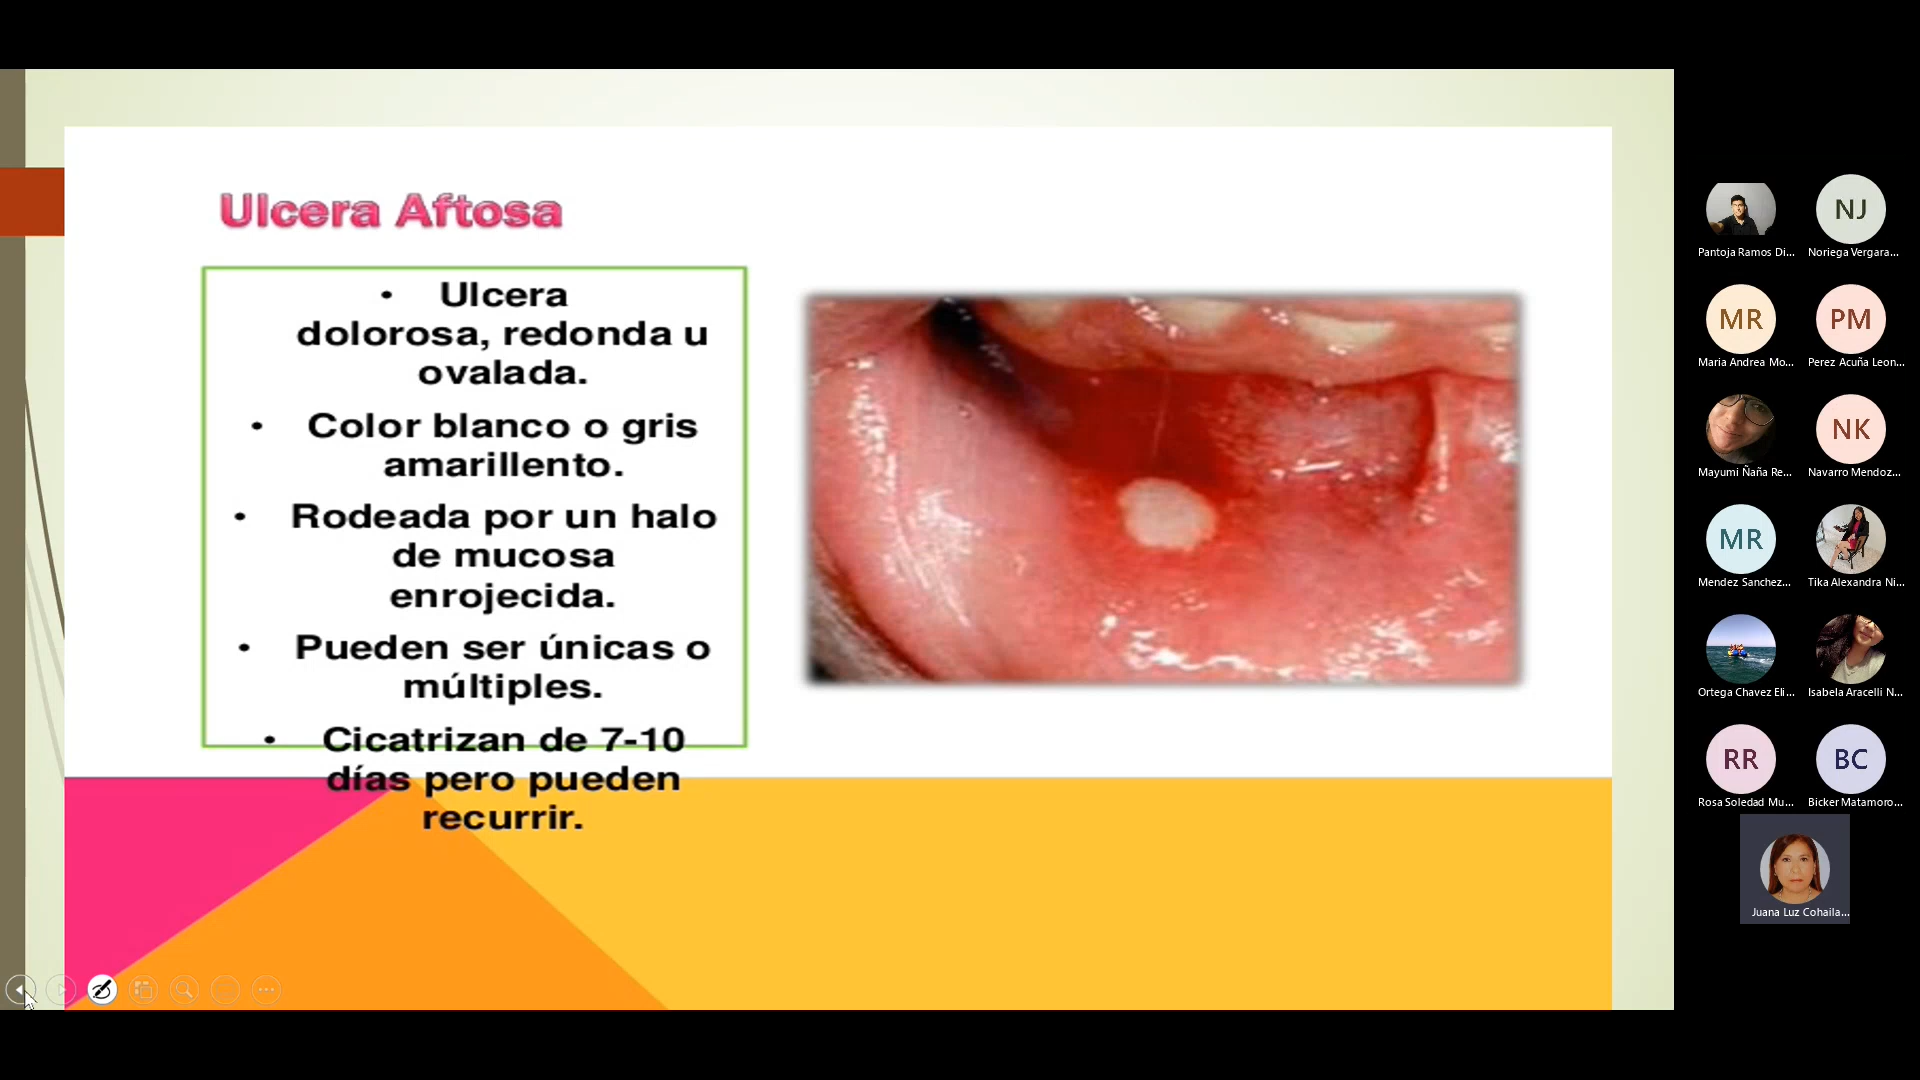 Ulcera Aftosa
• Ulcera
dolorosa, redonda u
ovalada.
• Color blanco o gris
amarillento.
• Rodeada por un halo
de mucosa
enrojecida.
• Pueden ser únicas o
múltiples.
• Cicatrizan de 7-10
días pero pueden
recurrir.
NJ
Pantoja Ramos Di...
Noriega Vergara...
MR
PM
Maria Andrea Mo...
Perez Acuña Leon...
NK
Mayumi Ñaña Re...
Navarro Mendoz...
MR
Mendez Sanchez...
Tika Alexandra Ni...
Ortega Chavez Eli...
Isabela Aracelli N...
RR
BC
Rosa Soledad Mu...
Bicker Matamoro...
Juana Luz Cohaila...